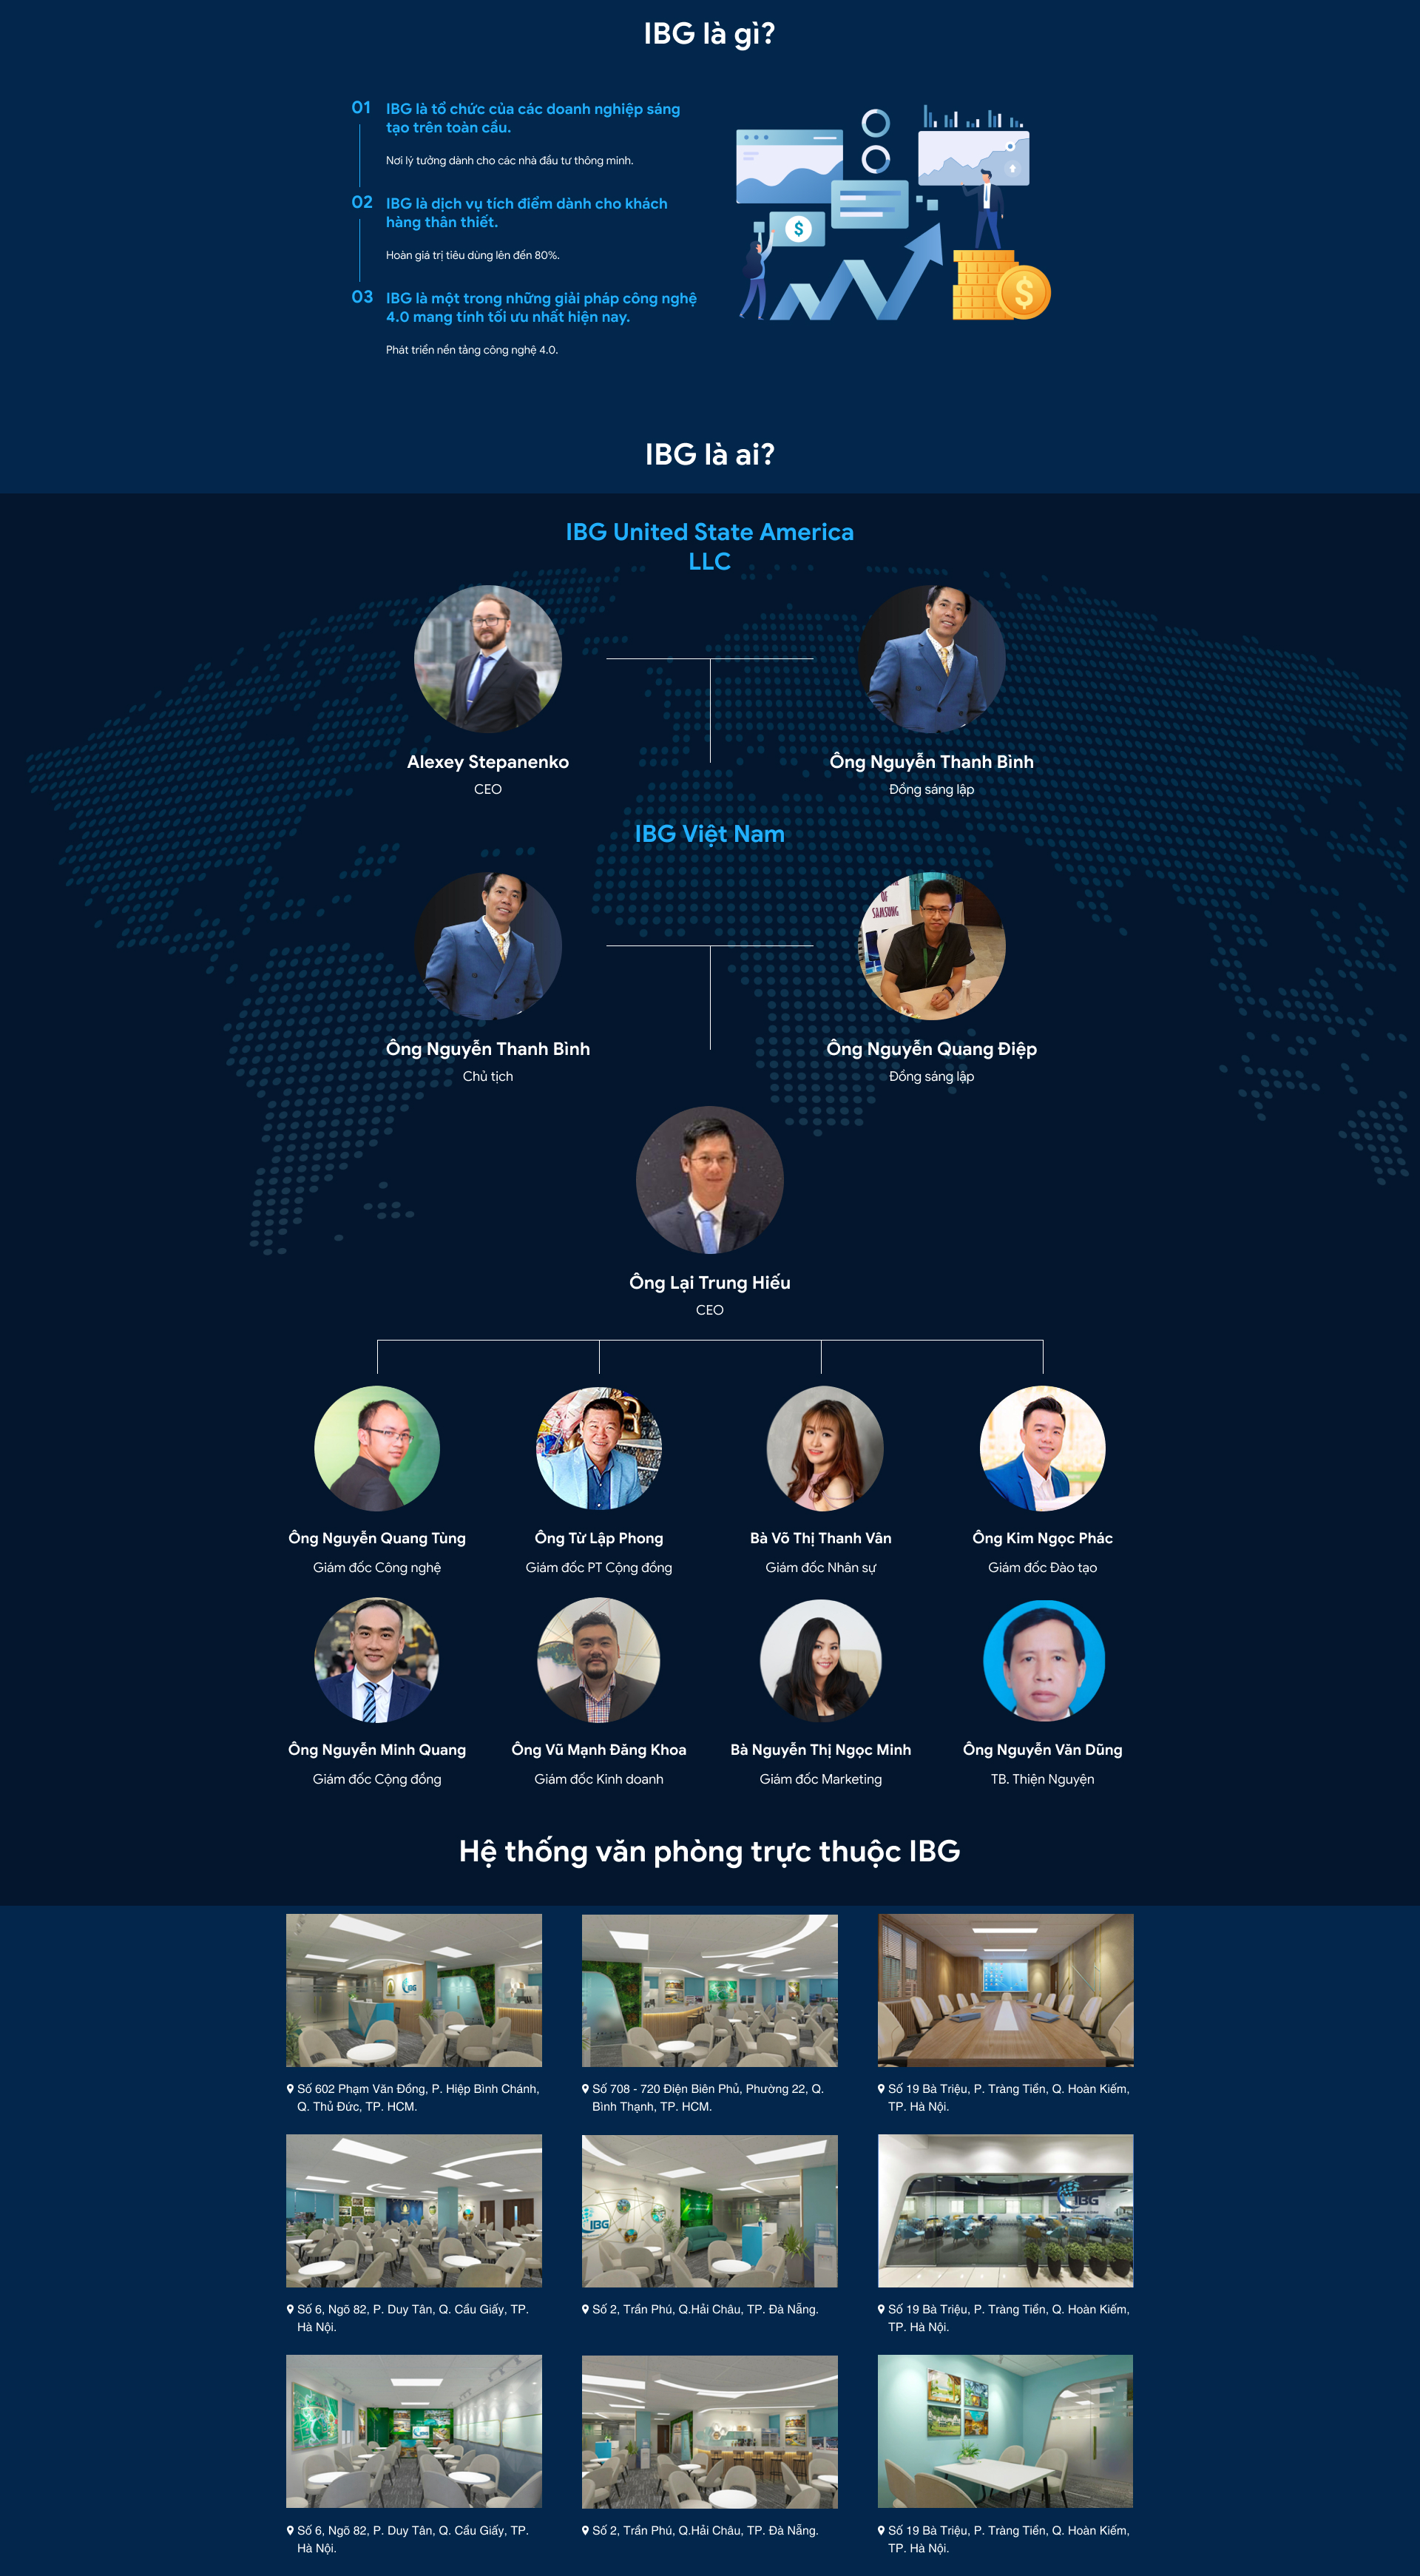 IBG là gì?
01
IBG là tổ chức của các doanh nghiệp sáng
tạo trên toàn cầu.
Nơi lý tưởng dành cho các nhà đầu tư thông minh.
02
IBG là dịch vụ tích điểm dành cho khách
hàng thân thiết.
Hoàn giá trị tiêu dùng lên đến 80%.
03
IBG là một trong những giải pháp công nghệ
4.0 mang tính tối ưu nhất hiện nay.
Phát triển nền tảng công nghệ 4.0.
IBG là ai?
IBG United State America
LLC
Alexey Stepanenko
CEO
Ông Nguyễn Thanh Bình
Đồng sáng lập
IBG Việt Nam
OF
SAMSUNG
Ông Nguyễn Thanh Bình
Chủ tịch
Ông Nguyễn Quang Điệp
Đồng sáng lập
Ông Lại Trung Hiếu
CEO
Ông Nguyễn Quang Tùng
Giám đốc Công nghệ
Ông Từ Lập Phong
Giám đốc PT Cộng đồng
Bà Võ Thị Thanh Vân
Giám đốc Nhân sự
Ông Kim Ngọc Phác
Giám đốc Đào tạo
Ông Nguyễn Minh Quang
Giám đốc Cộng đồng
Ông Vũ Mạnh Đăng Khoa
Giám đốc Kinh doanh
Bà Nguyễn Thị Ngọc Minh
Giám đốc Marketing
Ông Nguyễn Văn Dũng
TB. Thiện Nguyện
Hệ thống văn phòng trực thuộc IBG
IBG
Số 602 Phạm Văn Đồng, P. Hiệp Bình Chánh,
Q. Thủ Đức, TP. HCM.
Số 708 - 720 Điện Biên Phủ, Phường 22, Q.
Bình Thạnh, TP. HCM.
Số 19 Bà Triệu, P. Tràng Tiền, Q. Hoàn Kiếm,
TP. Hà Nội.
IBG
IBG
Số 6, Ngõ 82, P. Duy Tân, Q. Cầu Giấy, TP.
Hà Nội.
Số 2, Trần Phú, Q.Hải Châu, TP. Đà Nẵng.
Số 19 Bà Triệu, P. Tràng Tiền, Q. Hoàn Kiếm,
TP. Hà Nội.
IBG
Số 6, Ngõ 82, P. Duy Tân, Q. Cầu Giấy, TP.
Hà Nội.
Số 2, Trần Phú, Q.Hải Châu, TP. Đà Nẵng.
Số 19 Bà Triệu, P. Tràng Tiền, Q. Hoàn Kiếm,
TP. Hà Nội.